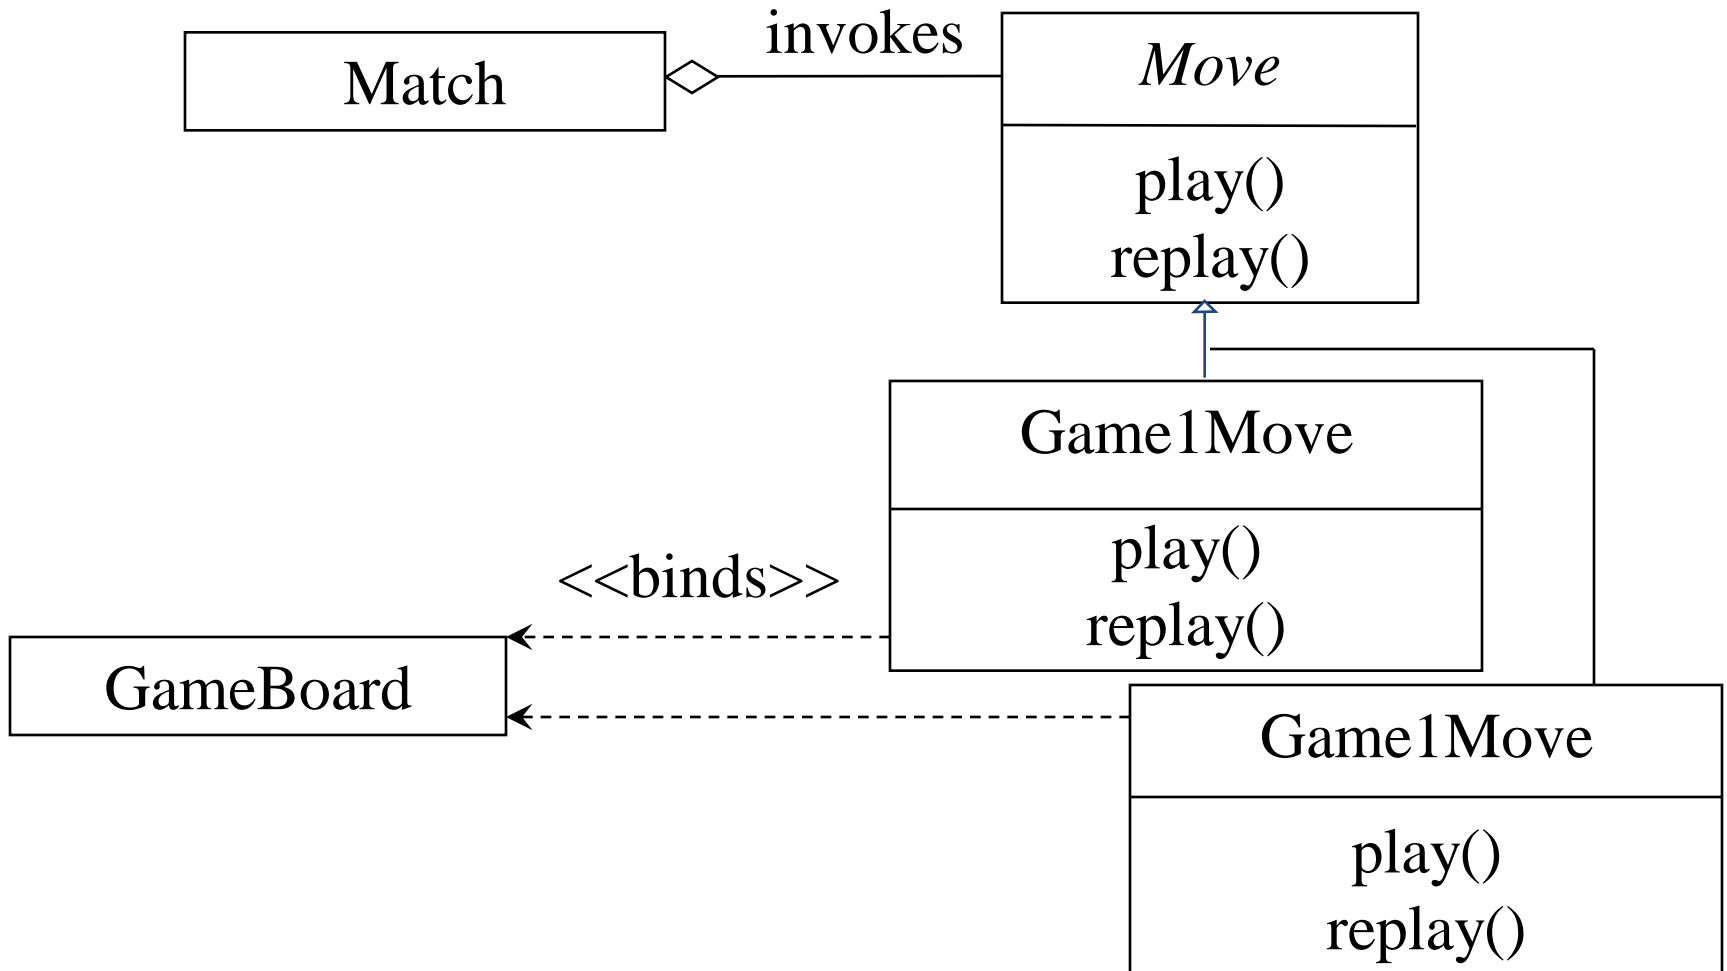 invokes
Match
Move
play()
replay()
Game1Move
play()
replay()
<<binds>>
GameBoard
Game1Move
play()
replay()